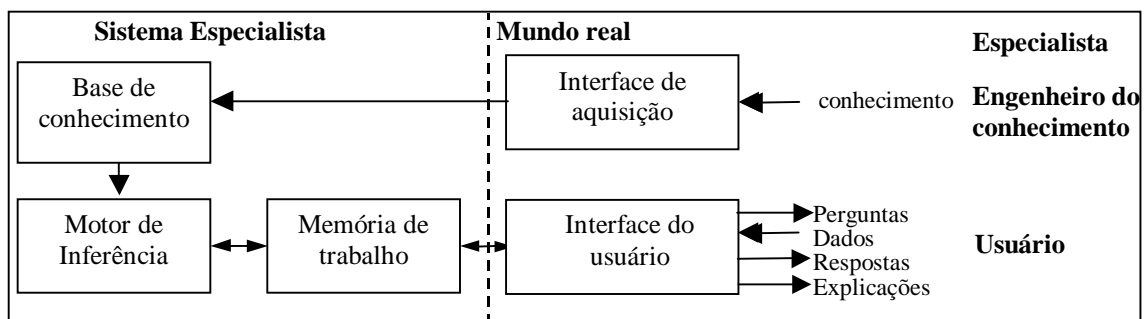 Sistema Especialista
Mundo real
Especialista
Base de
conhecimento
Interface de
aquisição
conhecimento
Engenheiro do
conhecimento
Motor de
Inferência
Memória de
trabalho
Interface do
usuário
Perguntas
Dados
Respostas
Explicações
Usuário